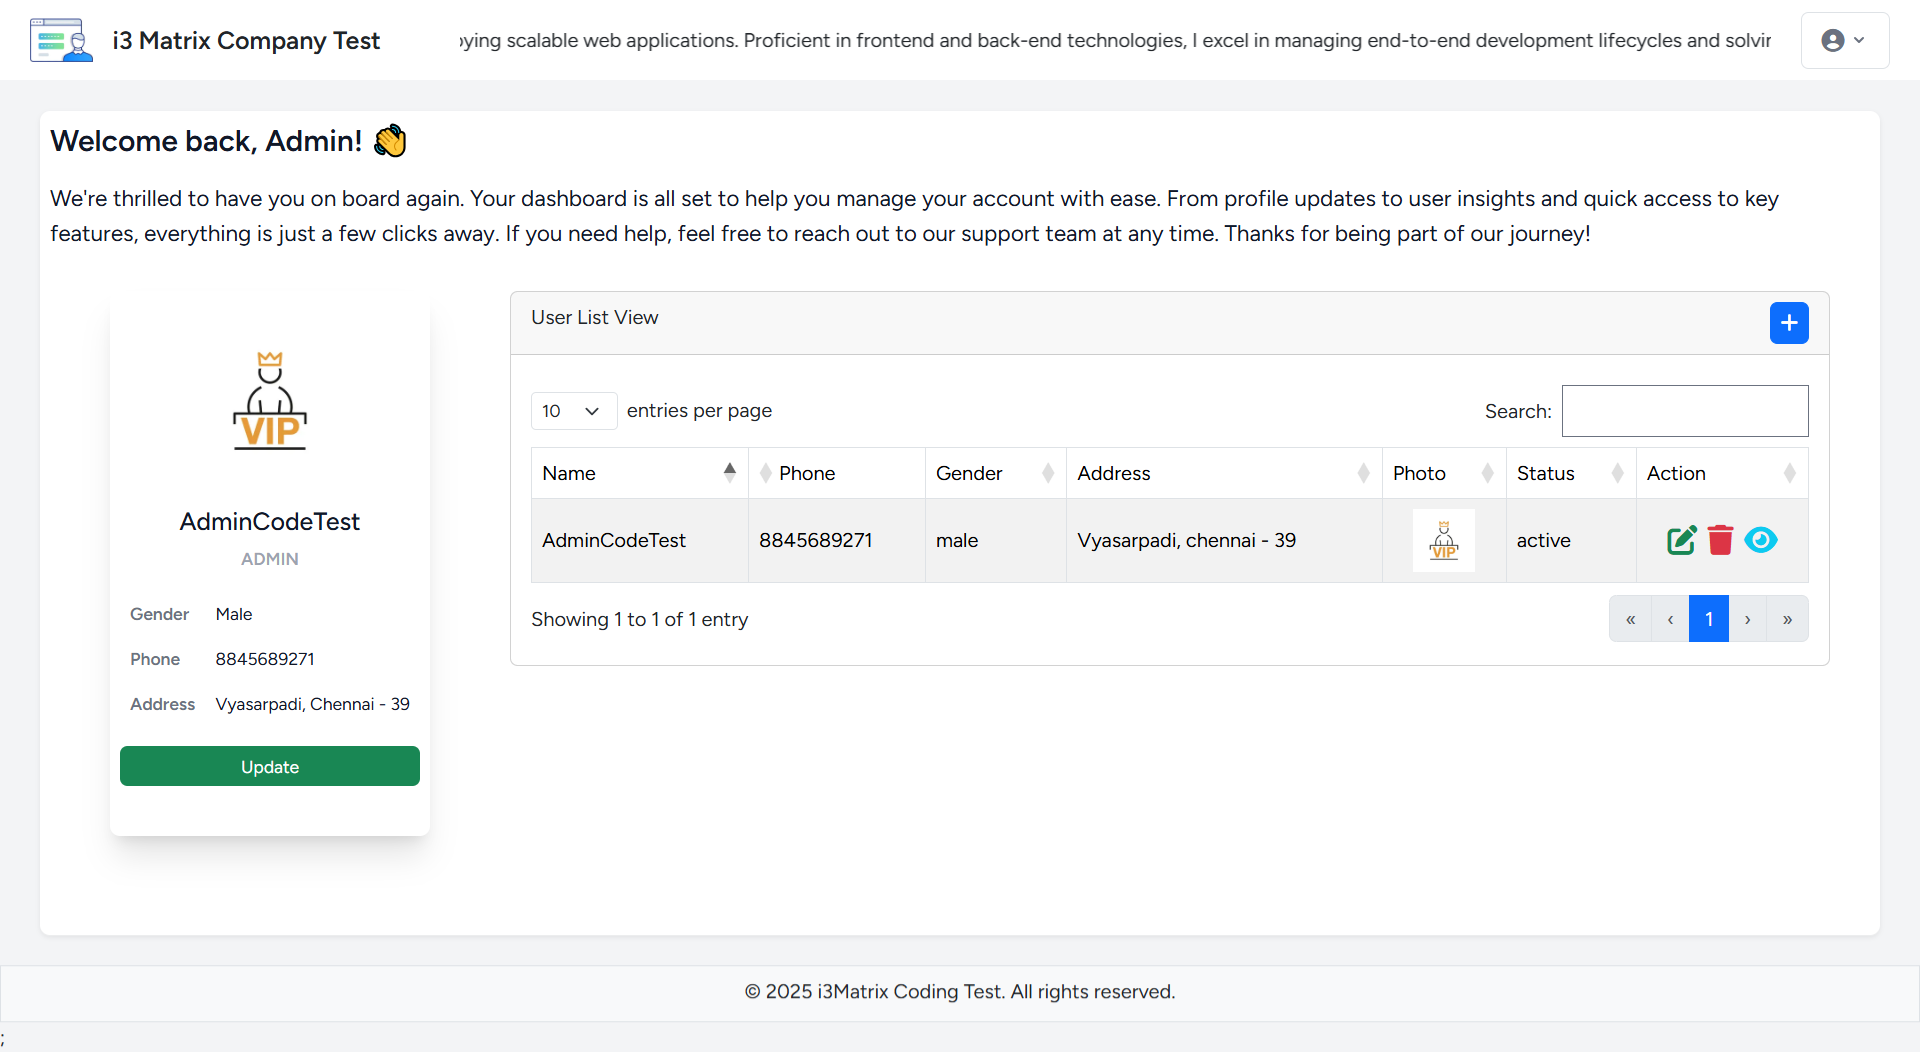 i3 Matrix Company Test
ying scalable web applications. Proficient in frontend and back-end technologies, I excel in managing end-to-end development lifecycles and
Welcome back, Admin! 👋
We're thrilled to have you on board again. Your dashboard is all set to help you manage your account with ease. From profile updates to user insights and quick access to key
features, everything is just a few clicks away. If you need help, feel free to reach out to our support team at any time. Thanks for being part of our journey!
VIP
AdminCodeTest
ADMIN
Gender Male
Phone 8845689271
Address Vyasarpadi, Chennai - 39
Update
User List View
+
10 entries per page
Search:
Name Phone Gender Address Photo Status Action
AdminCodeTest 8845689271 male Vyasarpadi, chennai - 39 VIP active
Showing 1 to 1 of 1 entry
« ‹ 1 › »
© 2025 i3Matrix Coding Test. All rights reserved.
;